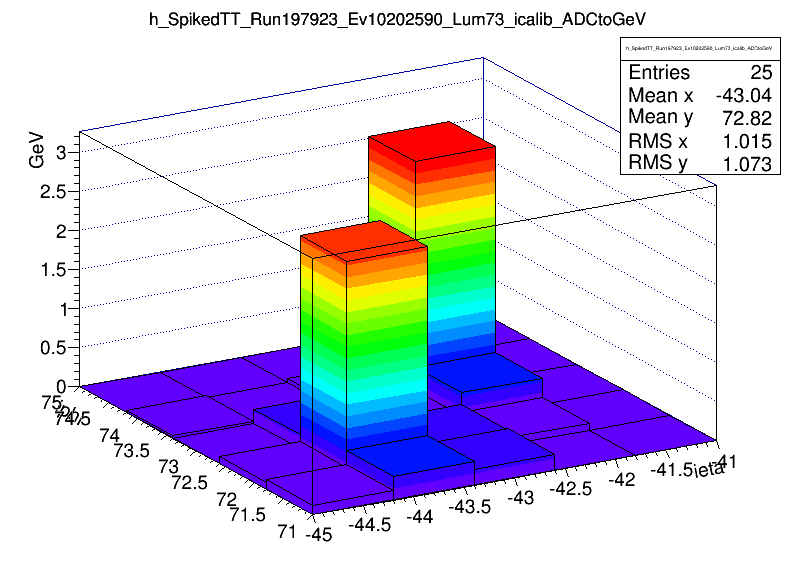 h_SpikedTT_Run197923_Ev10202590_Lum73_icalib_ADCtoGeV
h_SpikedTT_Run197923_Ev10202590_Lum73_icalib_ADCtoGeV
Entries 25
Mean x -43.04
Mean y 72.82
RMS x 1.015
RMS y 1.073
GeV
3
2.5
2
1.5
1
0.5
0
75
74.5
74
73.5
73
72.5
72
71.5
71
-45
-44.5
-44
-43.5
-43
-42.5
-42
-41.5
-41
ieta